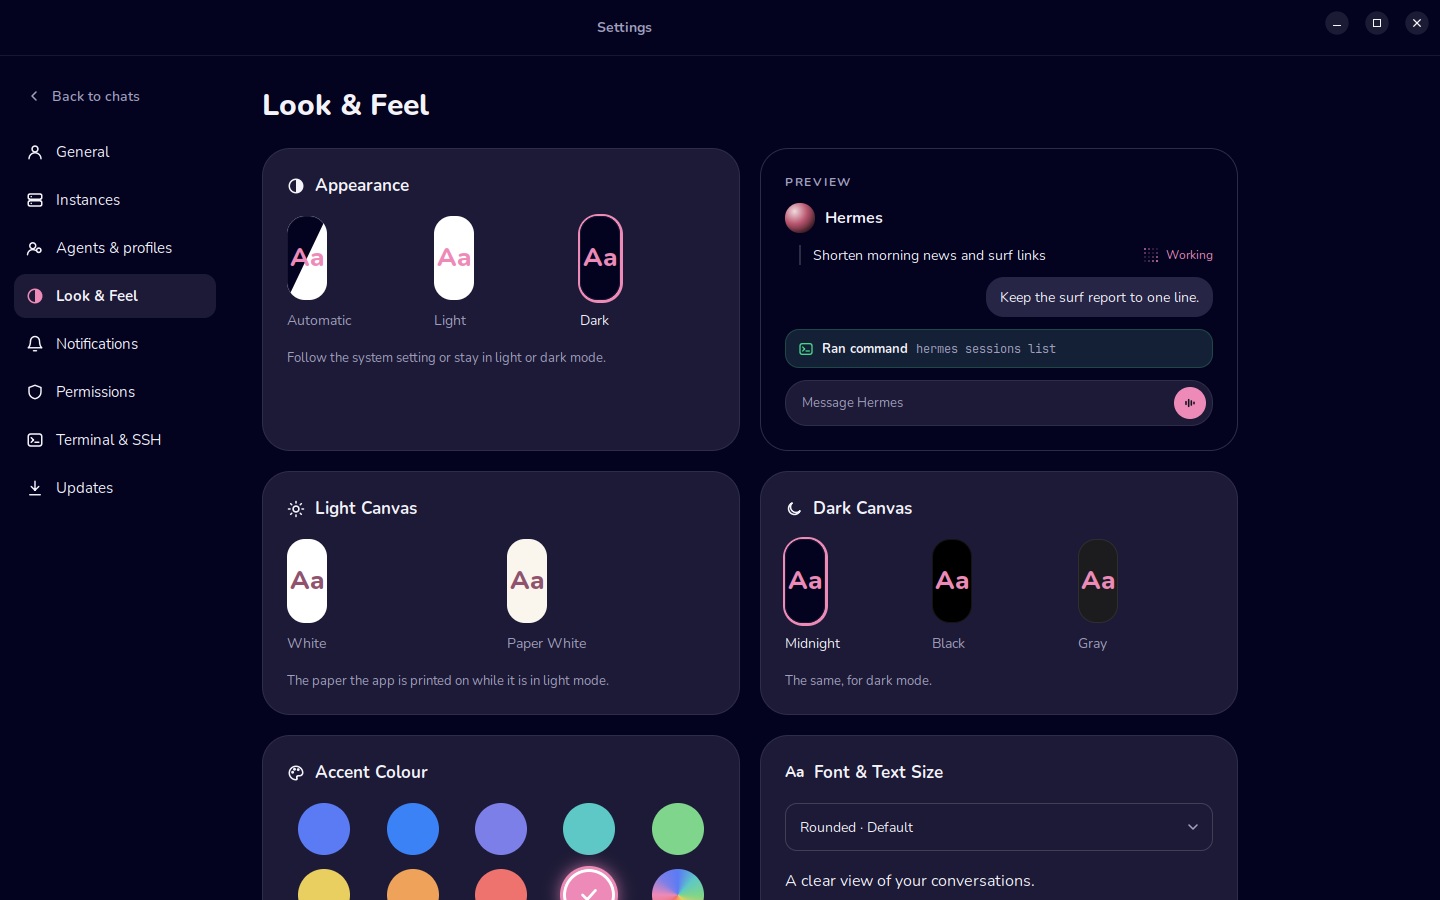 Settings
Back to chats
General
Instances
Agents & profiles
Look & Feel
Notifications
Permissions
Terminal & SSH
Updates
Look & Feel
Appearance
Aa
Aa
Aa
Automatic
Light
Dark
Follow the system setting or stay in light or dark mode.
PREVIEW
Hermes
Shorten morning news and surf links
Working
Keep the surf report to one line.
Ran command hermes sessions list
Message Hermes
Light Canvas
Aa
Aa
White
Paper White
The paper the app is printed on while it is in light mode.
Dark Canvas
Aa
Aa
Aa
Midnight
Black
Gray
The same, for dark mode.
Accent Colour
Aa Font & Text Size
Rounded · Default
A clear view of your conversations.